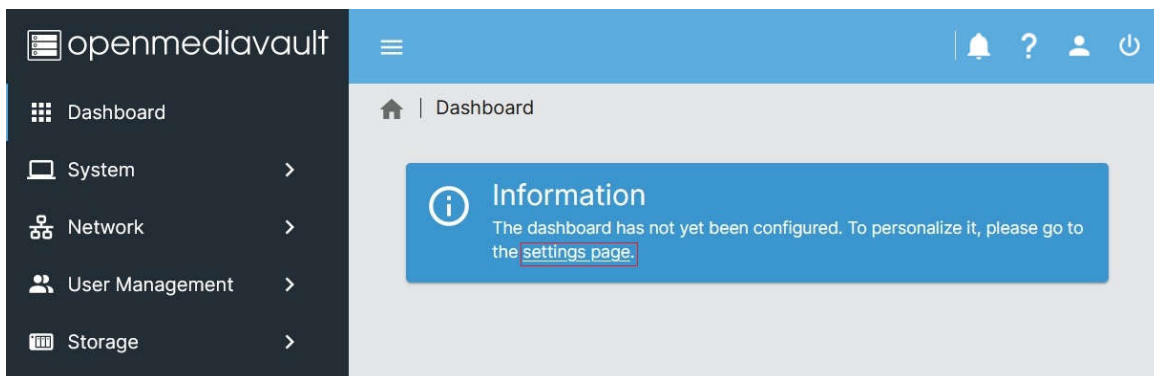 openmediavault
Dashboard
System
Network
User Management
Storage
Dashboard
Information
The dashboard has not yet been configured. To personalize it, please go to
the settings page.